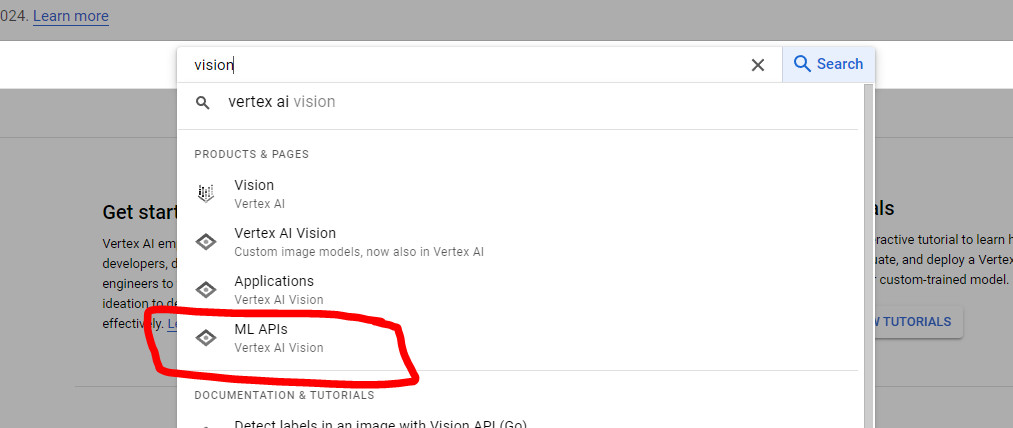 024. Learn more
vision
Search
vertex ai vision
PRODUCTS & PAGES
Vision
Vertex AI
Vertex AI Vision
Custom image models, now also in Vertex AI
Applications
Vertex AI Vision
ML APIs
Vertex AI Vision
DOCUMENTATION & TUTORIALS
Detect labels in an image with Vision API (Go)
Get start
Vertex AI em
developers, d
engineers to
ideation to de
effectively. Le
als
eractive tutorial to learn h
uate, and deploy a Vertex
r custom-trained model.
W TUTORIALS